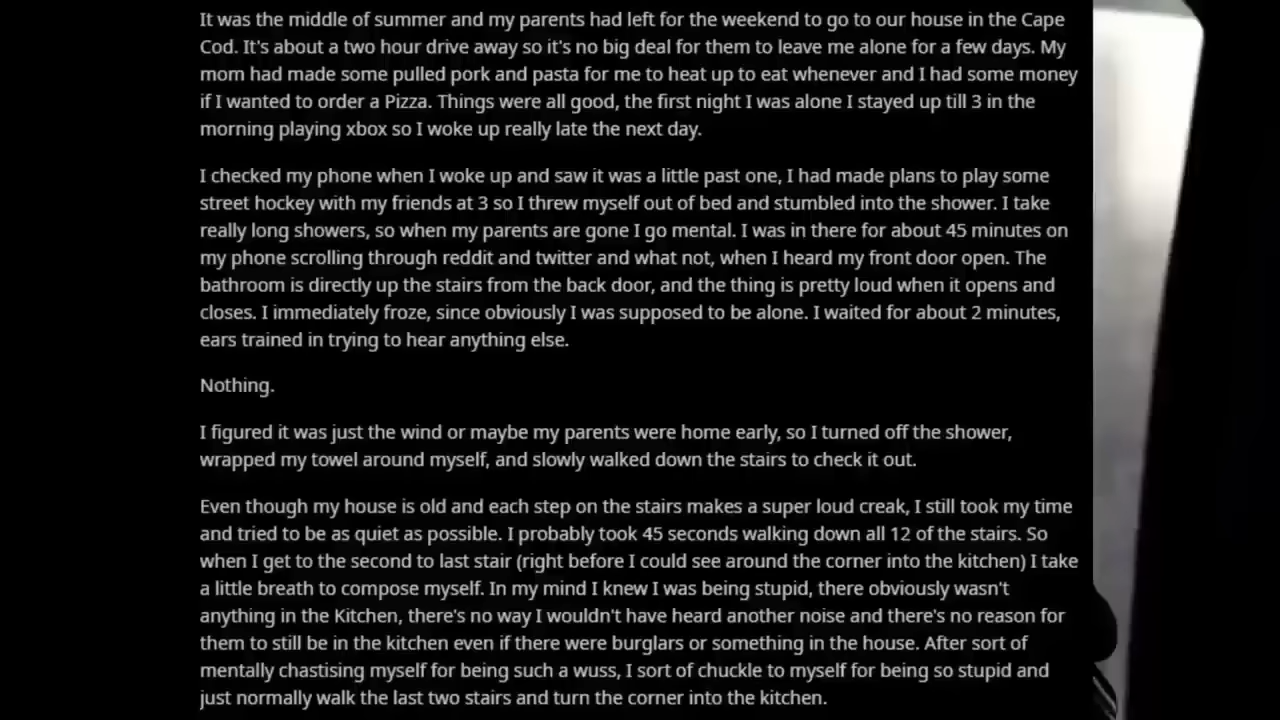 It was the middle of summer and my parents had left for the weekend to go to our house in the Cape
Cod. It's about a two hour drive away so it's no big deal for them to leave me alone for a few days. My
mom had made some pulled pork and pasta for me to heat up to eat whenever and I had some money
if I wanted to order a Pizza. Things were all good, the first night I was alone I stayed up till 3 in the
morning playing xbox so I woke up really late the next day.
I checked my phone when I woke up and saw it was a little past one, I had made plans to play some
street hockey with my friends at 3 so I threw myself out of bed and stumbled into the shower. I take
really long showers, so when my parents are gone I go mental. I was in there for about 45 minutes on
my phone scrolling through reddit and twitter and what not, when I heard my front door open. The
bathroom is directly up the stairs from the back door, and the thing is pretty loud when it opens and
closes. I immediately froze, since obviously I was supposed to be alone. I waited for about 2 minutes,
ears trained in trying to hear anything else.
Nothing.
I figured it was just the wind or maybe my parents were home early, so I turned off the shower,
wrapped my towel around myself, and slowly walked down the stairs to check it out.
Even though my house is old and each step on the stairs makes a super loud creak, I still took my time
and tried to be as quiet as possible. I probably took 45 seconds walking down all 12 of the stairs. So
when I get to the second to last stair (right before I could see around the corner into the kitchen) I take
a little breath to compose myself. In my mind I knew I was being stupid, there obviously wasn't
anything in the Kitchen, there's no way I wouldn't have heard another noise and there's no reason for
them to still be in the kitchen even if there were burglars or something in the house. After sort of
mentally chastising myself for being such a wuss, I sort of chuckle to myself for being so stupid and
just normally walk the last two stairs and turn the corner into the kitchen.